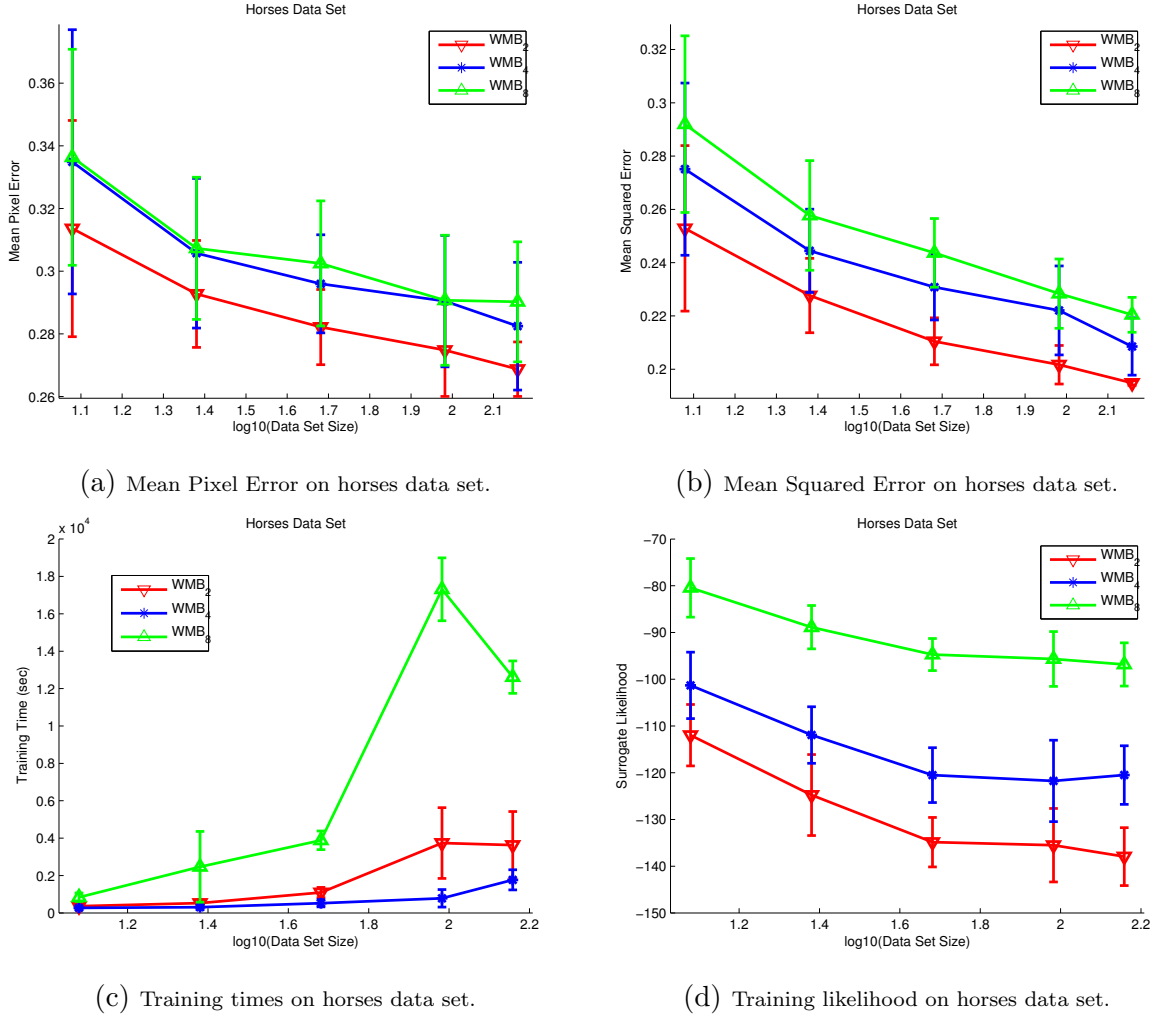 Horses Data Set
WMB2
WMB4
WMB8
0.36
0.34
0.32
0.3
0.28
0.26
Mean Pixel Error
1.1 1.2 1.3 1.4 1.5 1.6 1.7 1.8 1.9 2 2.1
log10(Data Set Size)
(a) Mean Pixel Error on horses data set.
Horses Data Set
WMB2
WMB4
WMB8
0.32
0.3
0.28
0.26
0.24
0.22
0.2
Mean Squared Error
1.1 1.2 1.3 1.4 1.5 1.6 1.7 1.8 1.9 2 2.1
log10(Data Set Size)
(b) Mean Squared Error on horses data set.
Horses Data Set
x 10^4
WMB2
WMB4
WMB8
2
1.8
1.6
1.4
1.2
1
0.8
0.6
0.4
0.2
0
Training Time (sec)
1.2 1.4 1.6 1.8 2 2.2
log10(Data Set Size)
(c) Training times on horses data set.
Horses Data Set
WMB2
WMB4
WMB8
−70
−80
−90
−100
−110
−120
−130
−140
−150
Surrogate Likelihood
1.2 1.4 1.6 1.8 2 2.2
log10(Data Set Size)
(d) Training likelihood on horses data set.